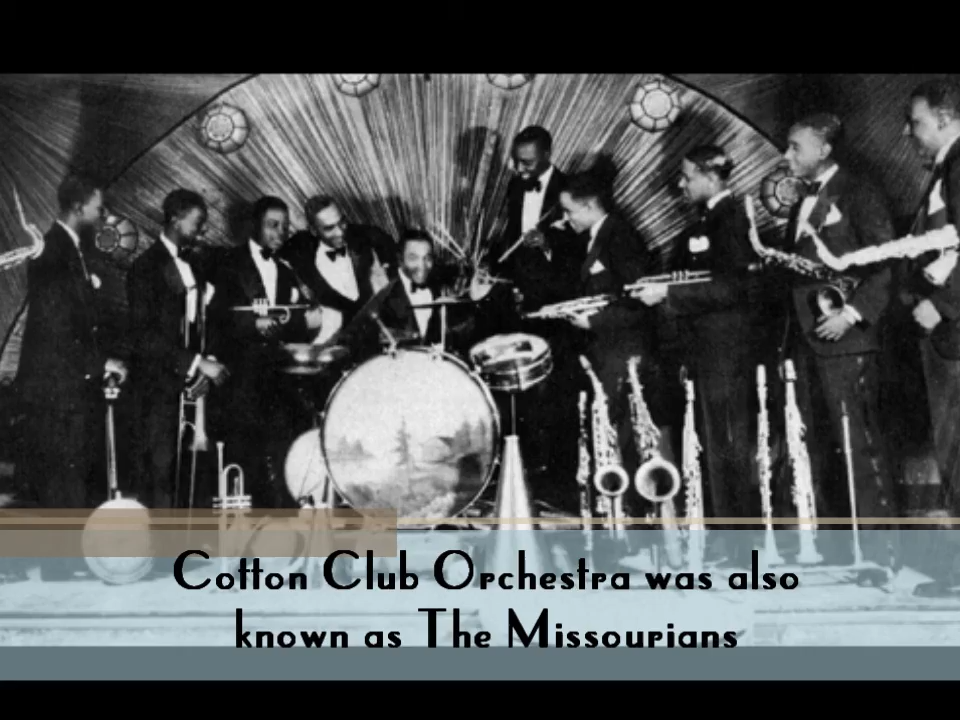 Cotton Club Orchestra was also
known as The Missourians